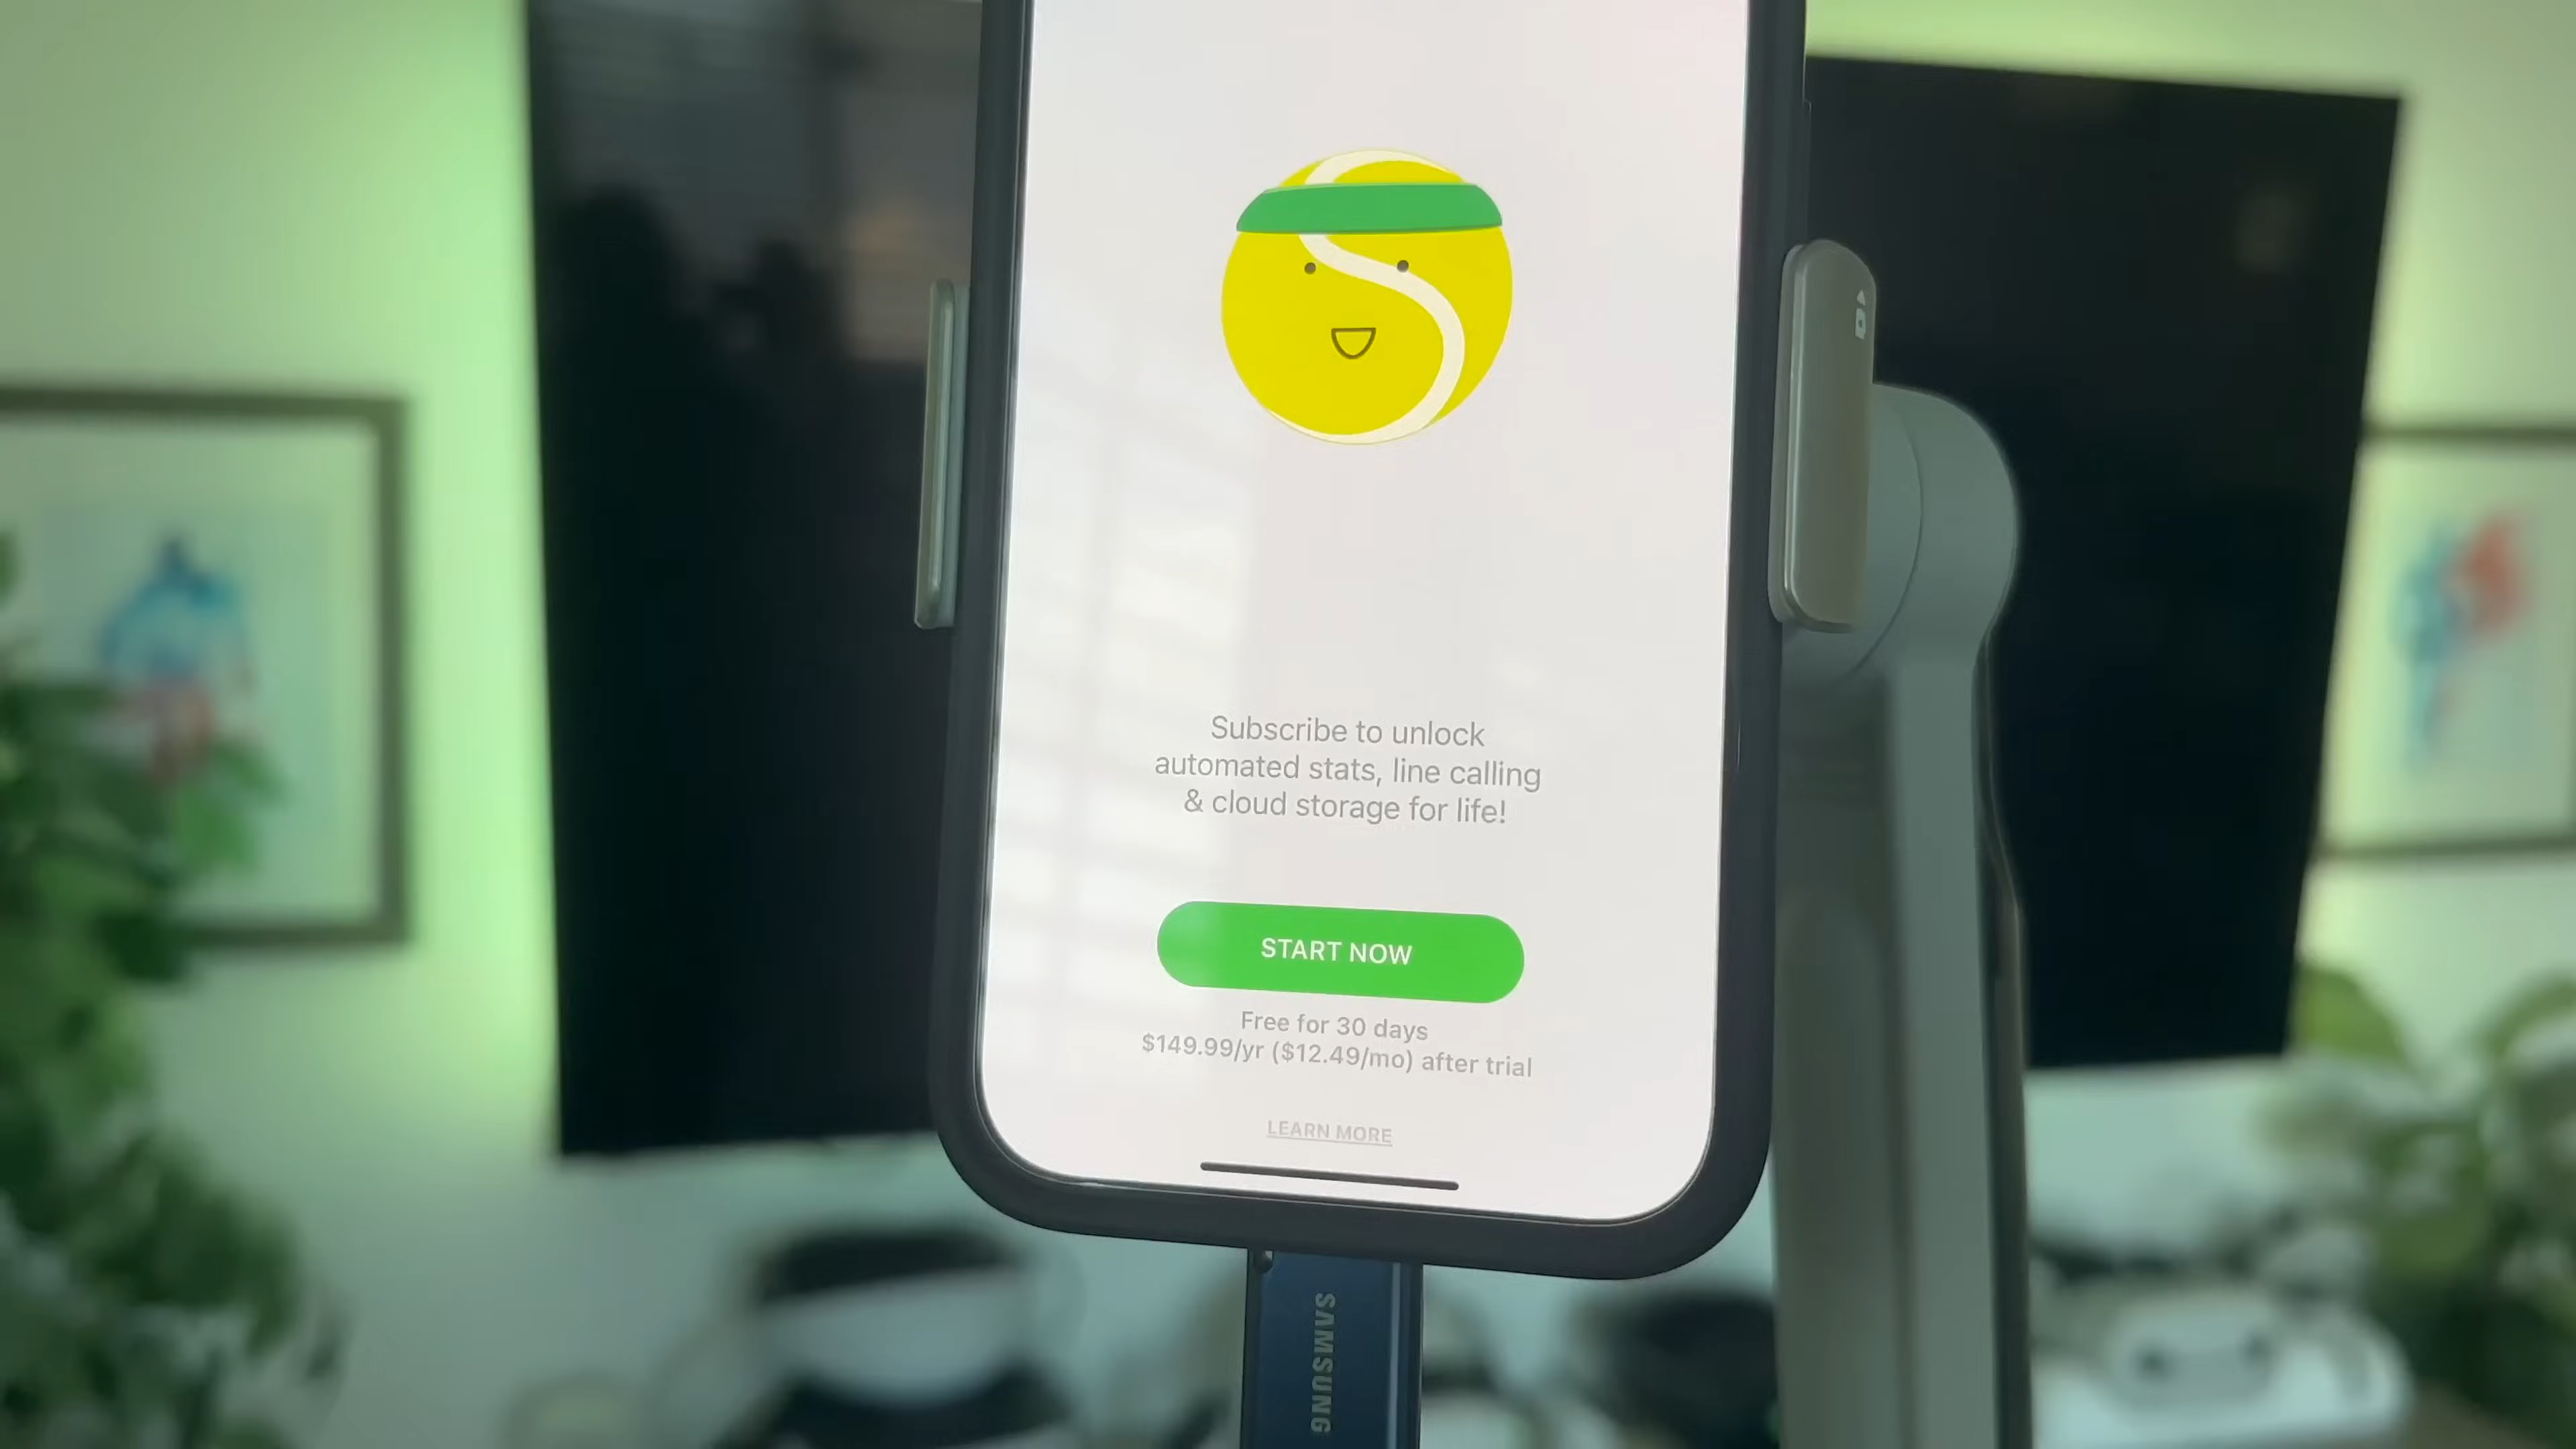 Subscribe to unlock
automated stats, line calling
& cloud storage for life!
START NOW
Free for 30 days
$149.99/yr ($12.49/mo) after trial
LEARN MORE
SAMSUNG